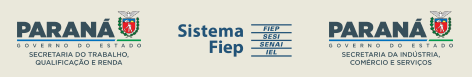 PARANÁ
GOVERNO DO ESTADO
SECRETARIA DO TRABALHO,
QUALIFICAÇÃO E RENDA
Sistema
Fiep
FIEP
SESI
SENAI
IEL
PARANÁ
GOVERNO DO ESTADO
SECRETARIA DA INDÚSTRIA,
COMÉRCIO E SERVIÇOS